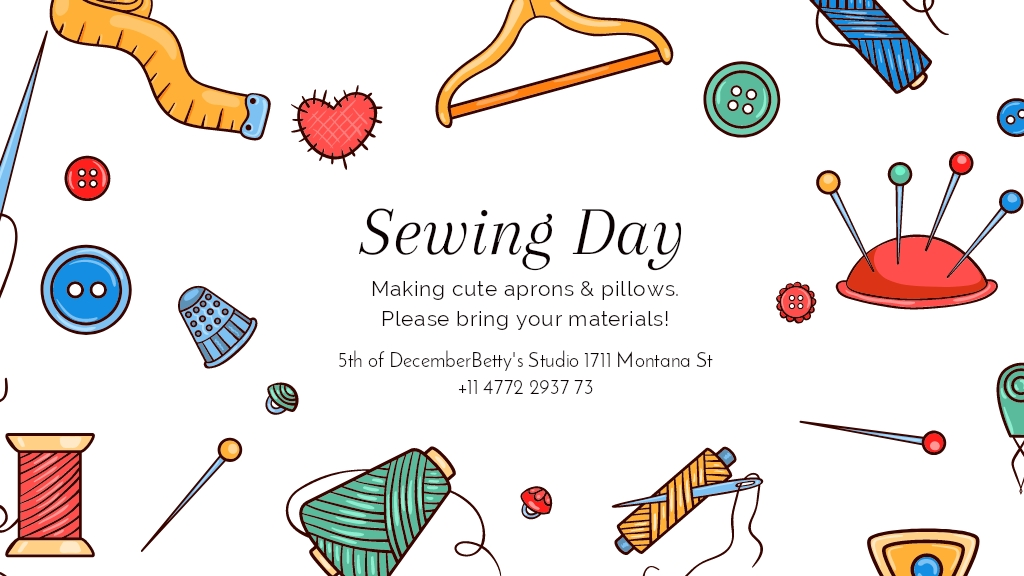 Sewing Day
Making cute aprons & pillows.
Please bring your materials!
5th of DecemberBetty's Studio 1711 Montana St
+11 4772 2937 73